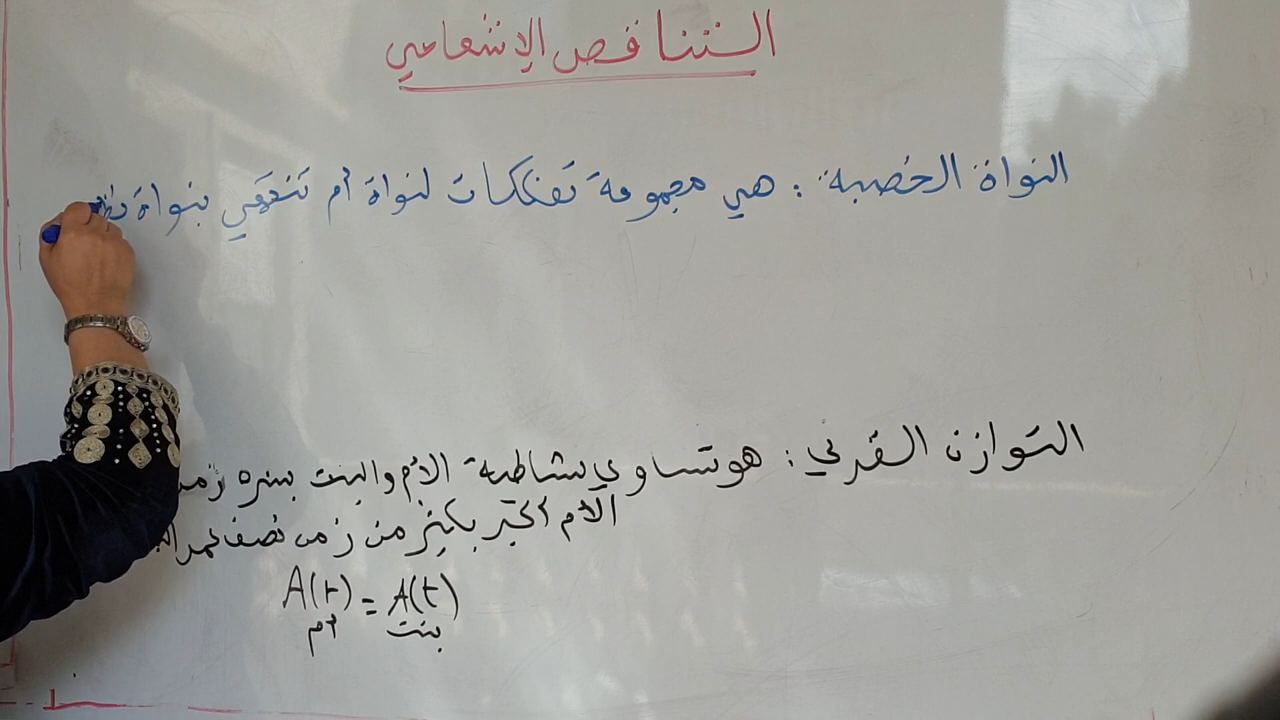 التناقص الإشعاعي
النواة الخصبة : هي مجموعة تفككات لنواة أم تنتهي بنواة
التوازن القرني : هو تساوي نشاطية الأم والبنت بشرط زمن
الأم أكبر بكثير من زمن نصف عمر
A(t) = A(t)
أم بنت